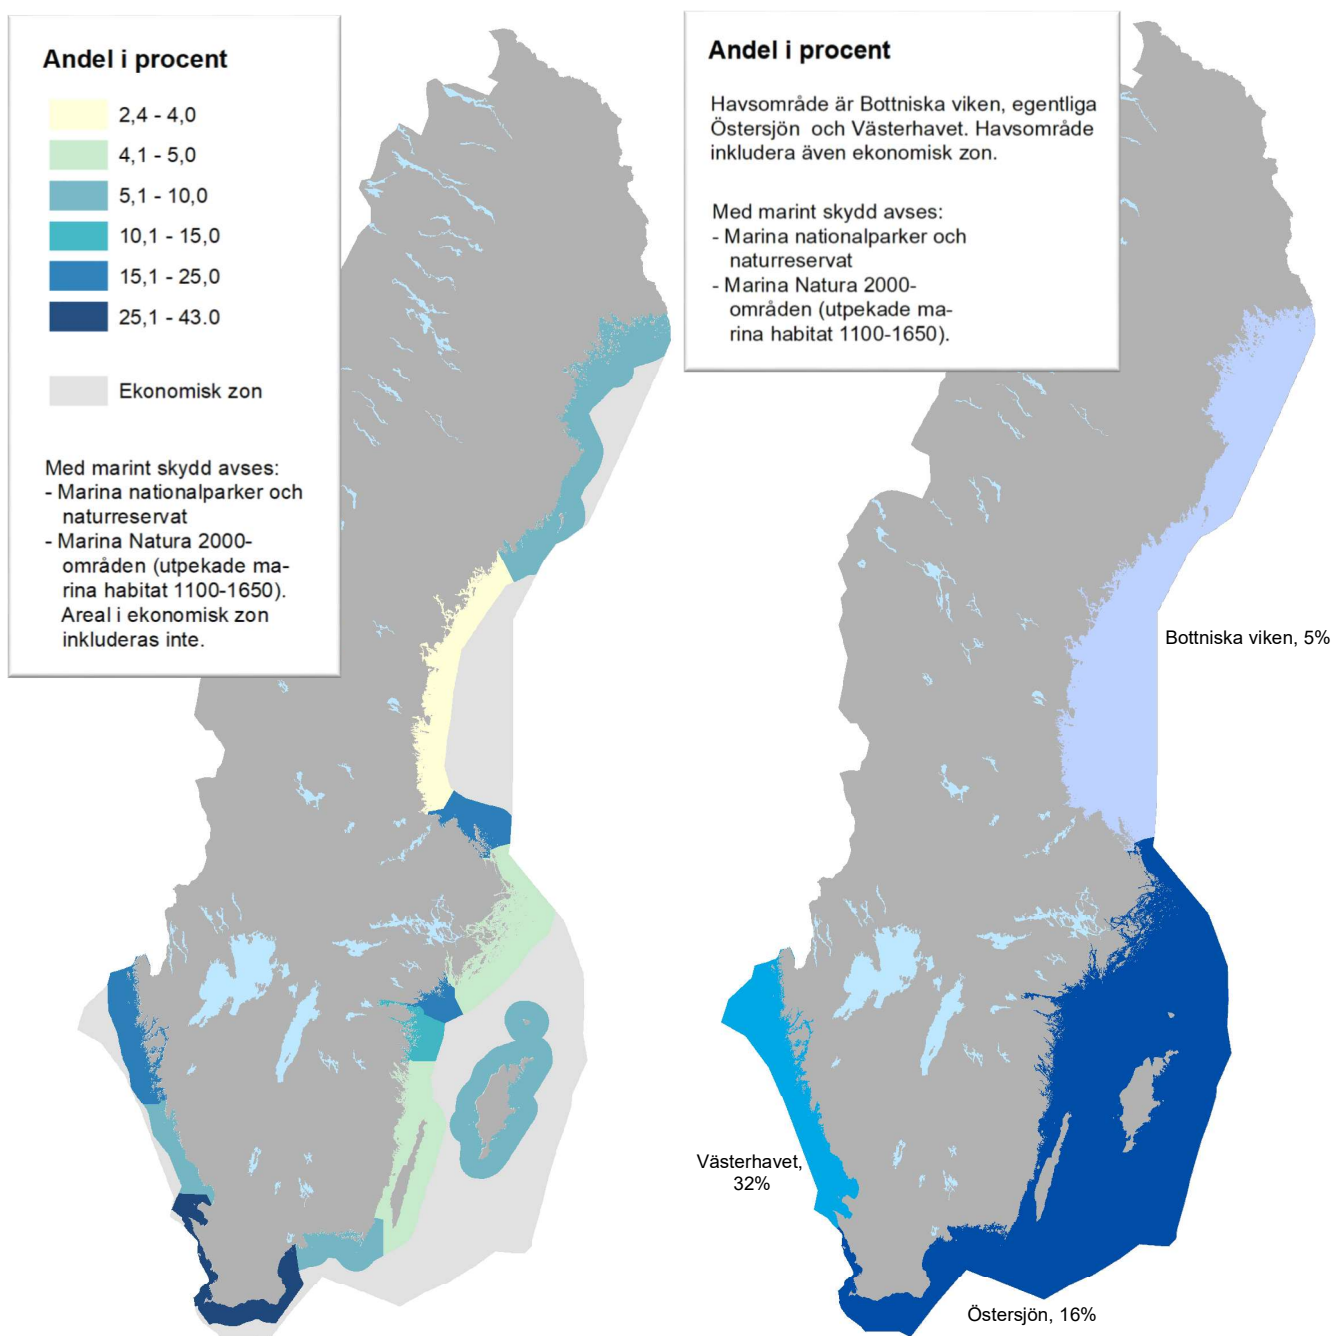 Andel i procent
2,4 - 4,0
4,1 - 5,0
5,1 - 10,0
10,1 - 15,0
15,1 - 25,0
25,1 - 43.0
Ekonomisk zon
Med marint skydd avses:
- Marina nationalparker och
naturreservat
- Marina Natura 2000-
områden (utpekade ma-
rina habitat 1100-1650).
Areal i ekonomisk zon
inkluderas inte.
Andel i procent
Havsområde är Bottniska viken, egentliga
Östersjön och Västerhavet. Havsområde
inkludera även ekonomisk zon.
Med marint skydd avses:
- Marina nationalparker och
naturreservat
- Marina Natura 2000-
områden (utpekade ma-
rina habitat 1100-1650).
Bottniska viken, 5%
Västerhavet,
32%
Östersjön, 16%